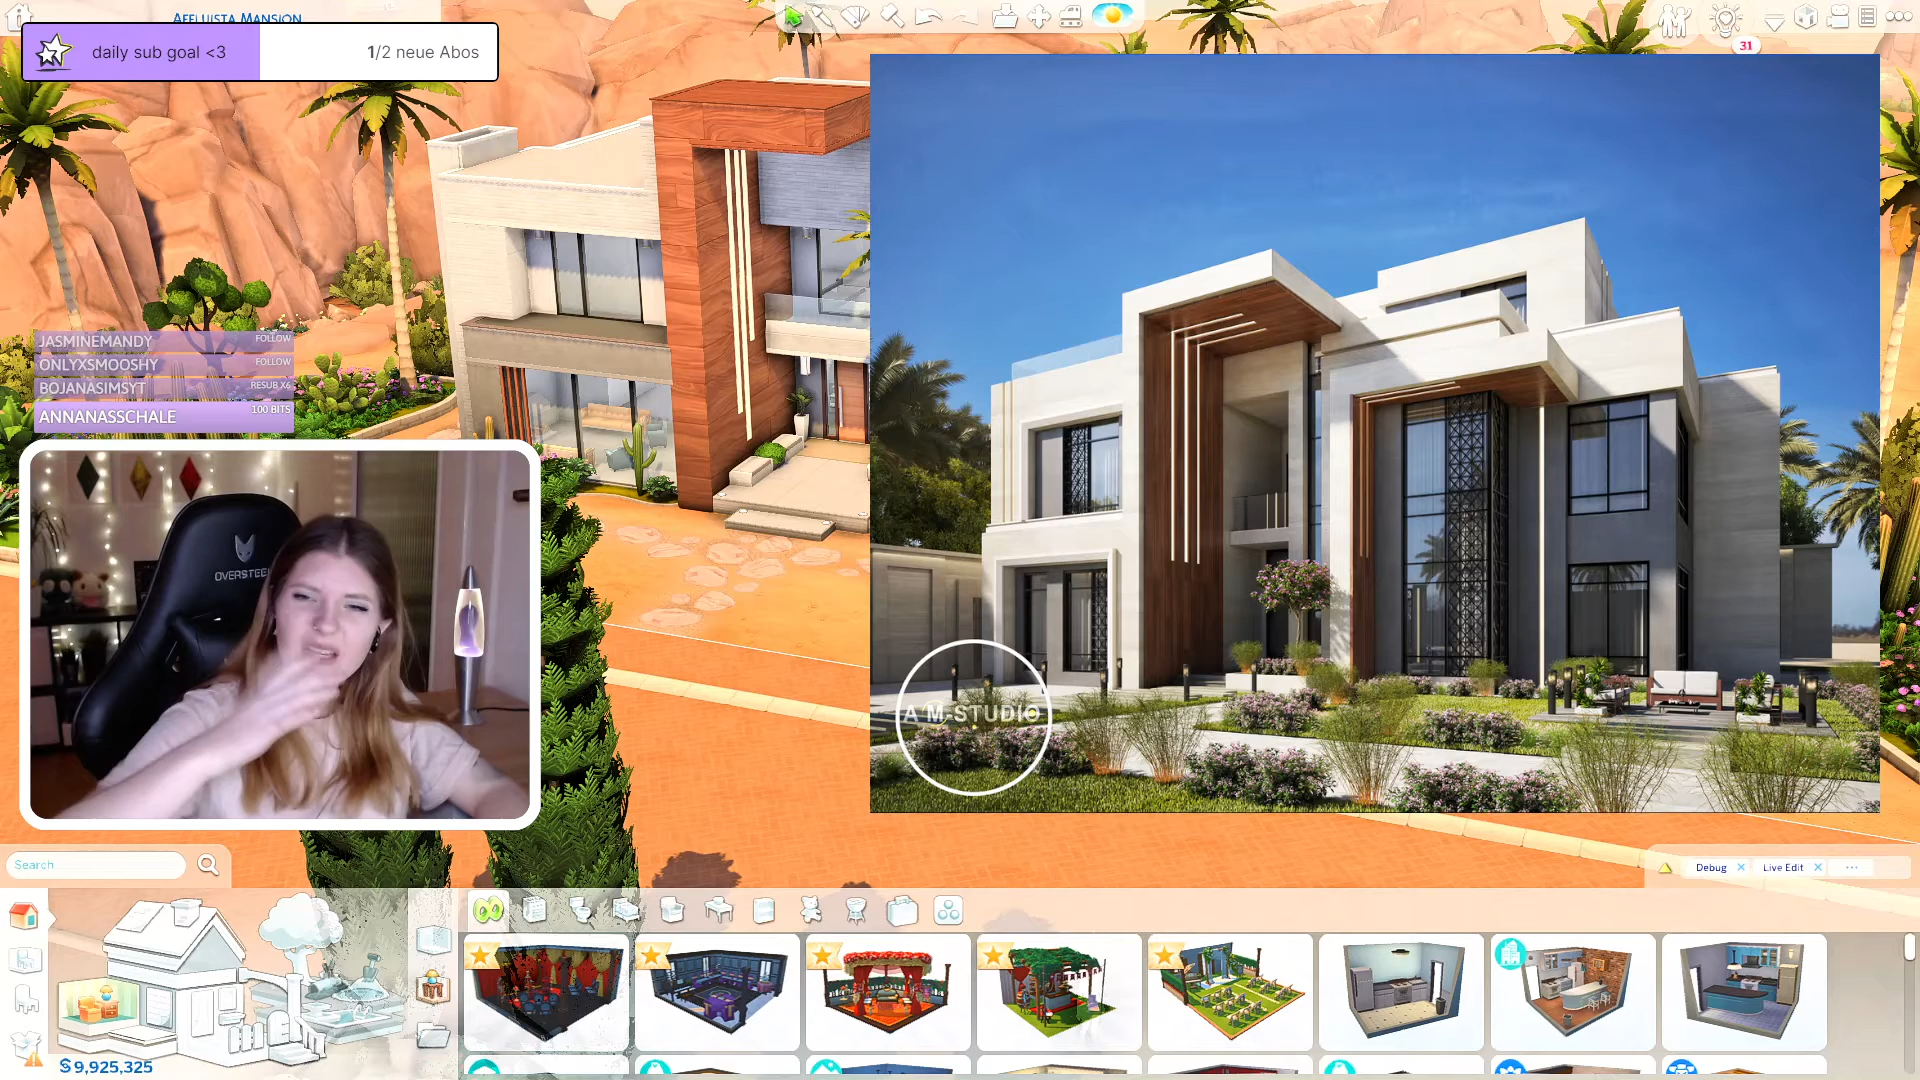 AFFLUISTA MANSION
daily sub goal <3
1/2 neue Abos
31
JASMINEMANDY FOLLOW
ONLYXSMOOSHY FOLLOW
BOJANASIMSYT RESUB X6
ANNANASSCHALE 100 BITS
OVERSTEEL
A M-STUDIO
Search
Debug
Live Edit
9,925,325